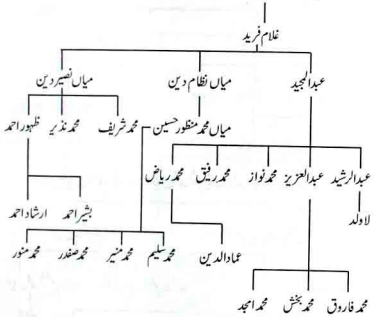 غلام فرید
عبدالمجید میاں نظام دین میاں نصیر دین
میاں محمد منظور حسین محمد شریف محمد نذیر ظہور احمد
عبدالرشید عبدالعزیز محمد نواز محمد رفیق محمد ریاض
لاولد
بشیر احمد ارشاد احمد
عماد الدین محمد سلیم محمد منیر محمد صفدر محمد منور
محمد فاروق محمد بخش محمد امجد